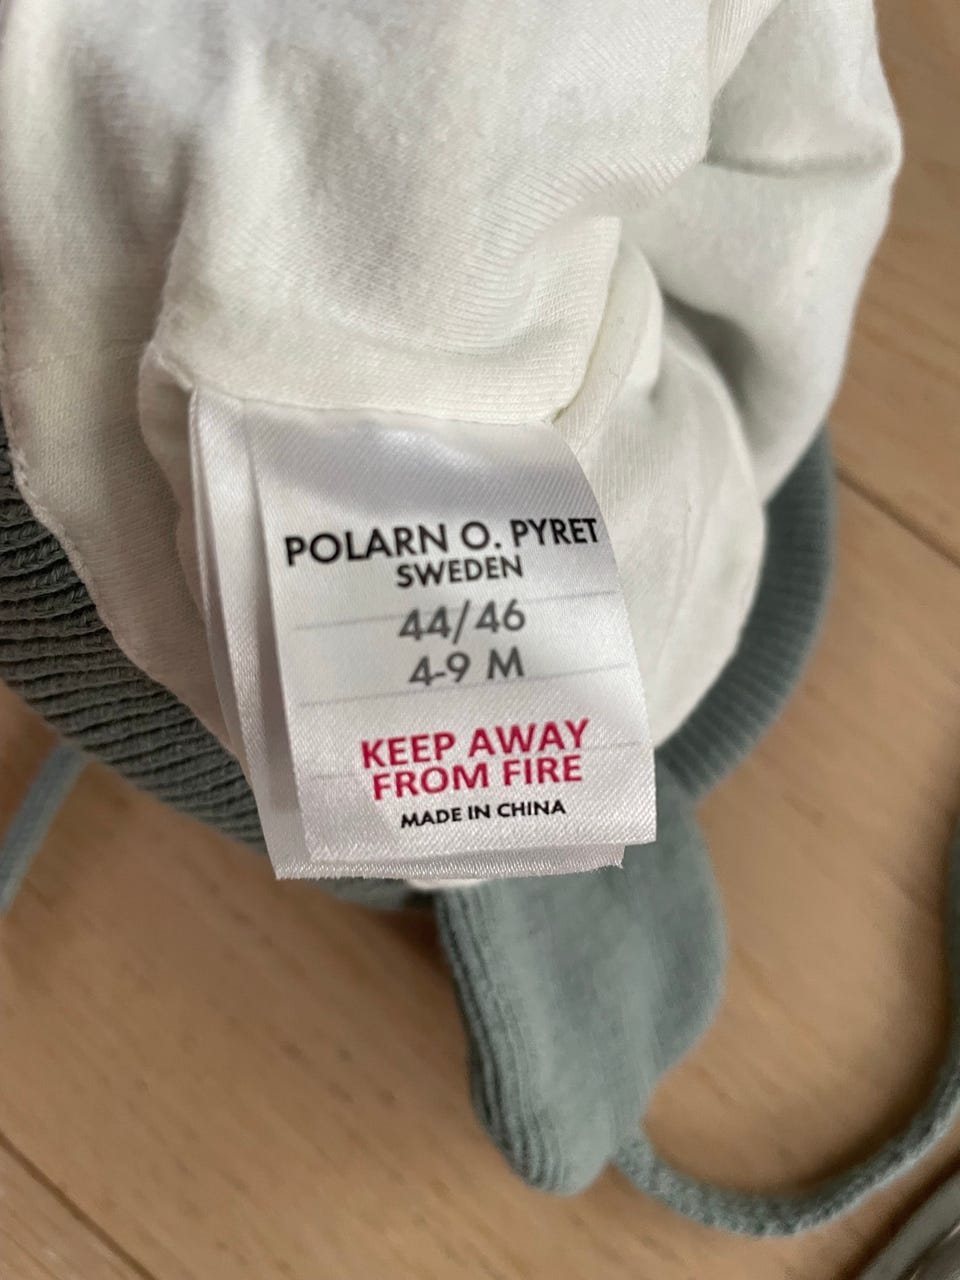 POLARN O. PYRET
SWEDEN
44/46
4-9 M
KEEP AWAY
FROM FIRE
MADE IN CHINA